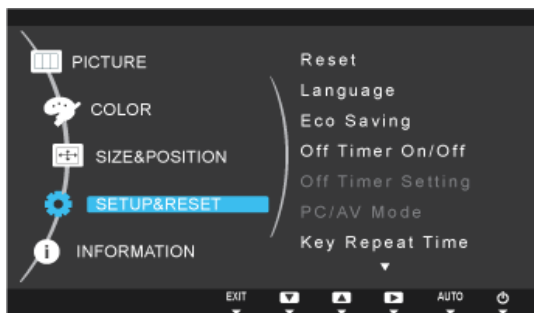 PICTURE
COLOR
SIZE&POSITION
SETUP&RESET
INFORMATION
Reset
Language
Eco Saving
Off Timer On/Off
Off Timer Setting
PC/AV Mode
Key Repeat Time
EXIT
AUTO